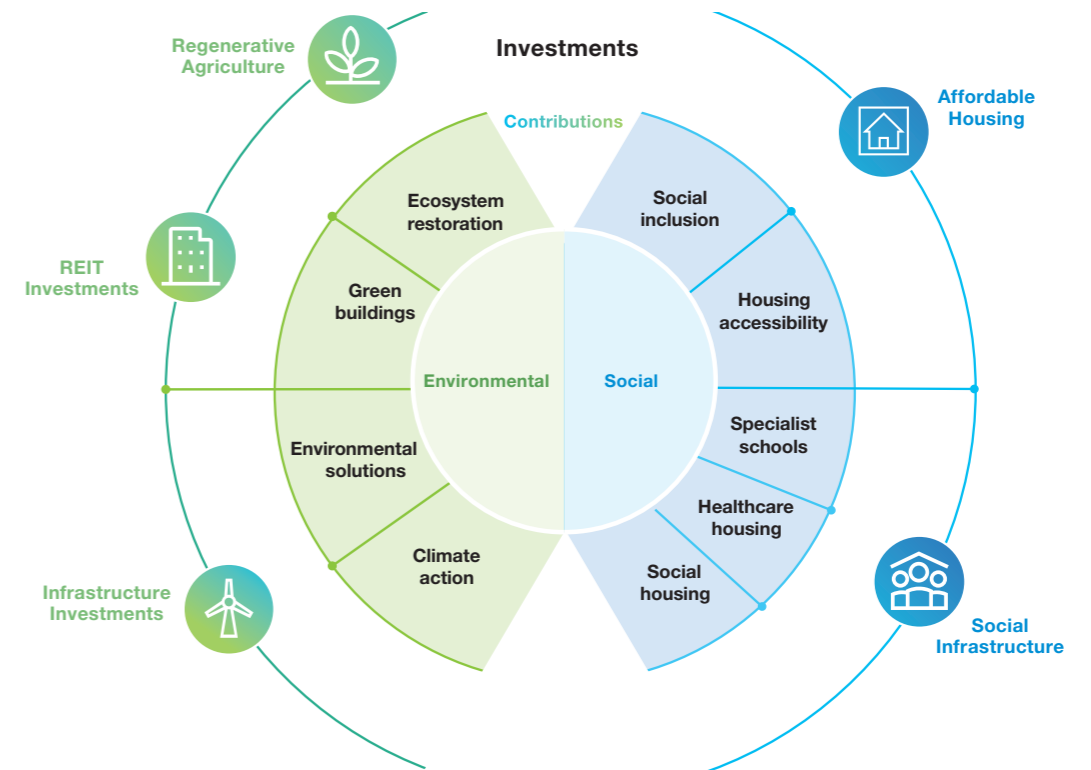 Investments
Contributions
Regenerative
Agriculture
REIT
Investments
Infrastructure
Investments
Ecosystem
restoration
Green
buildings
Environmental
solutions
Climate
action
Environmental
Social
Social
inclusion
Housing
accessibility
Specialist
schools
Healthcare
housing
Social
housing
Affordable
Housing
Social
Infrastructure